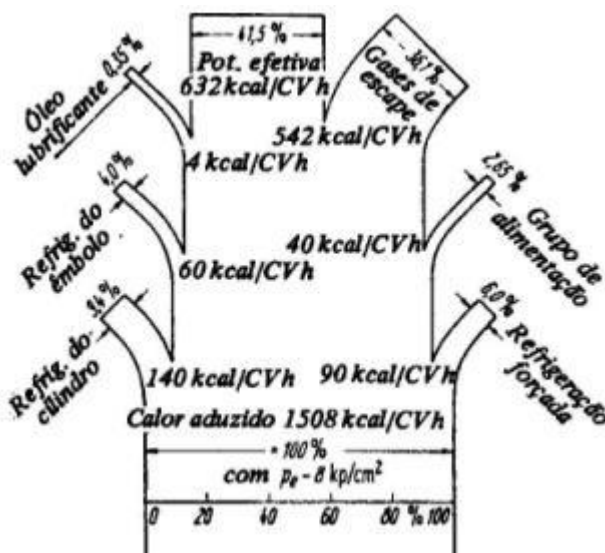 41,5 %
Pot. efetiva
632 kcal/CVh
36,1 %
Gases de
escape
0,35 %
Óleo
lubrificante
542 kcal/CVh
4 kcal/CVh
4,0 %
Refrig. do
êmbolo
2,65 %
Grupo de
alimentação
40 kcal/CVh
60 kcal/CVh
9,4 %
Refrig. do
cilindro
6,0 %
Refrigeração
forçada
140 kcal/CVh
90 kcal/CVh
Calor aduzido 1508 kcal/CVh
= 100 %
com pe = 8 kp/cm²
0 20 40 60 80 % 100